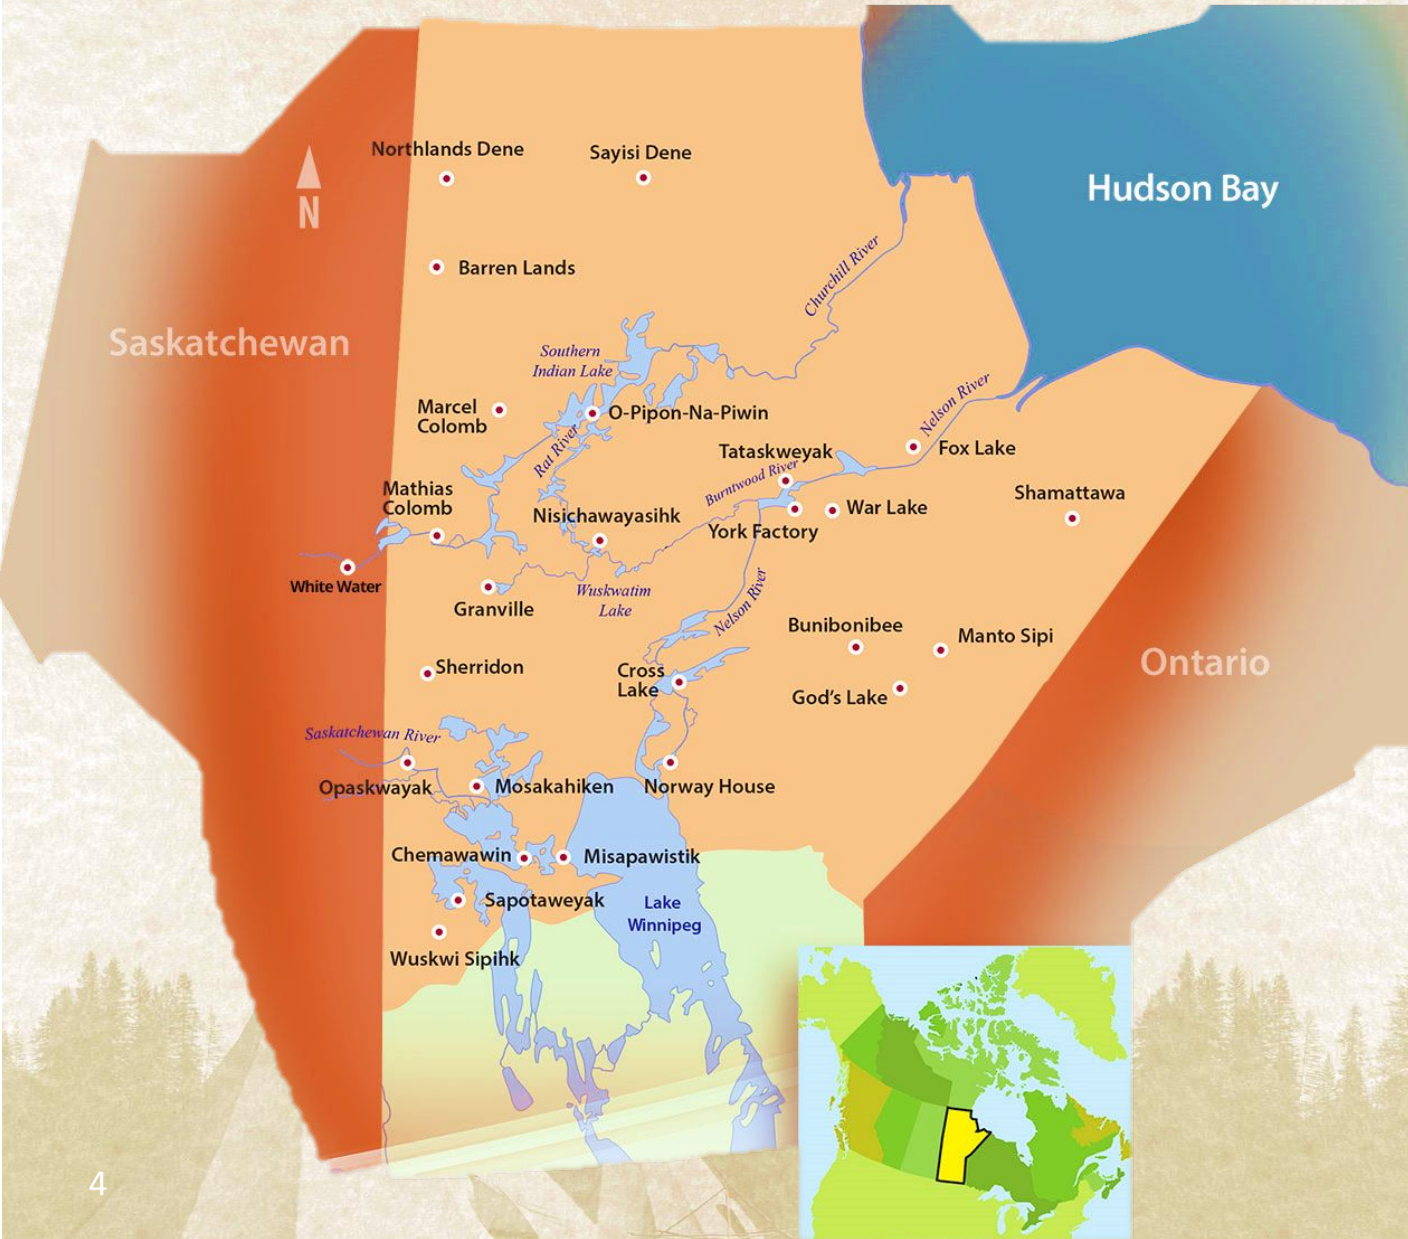 Northlands Dene
Sayisi Dene
Hudson Bay
N
Churchill River
Barren Lands
Saskatchewan
Southern
Indian Lake
Marcel
Colomb
O-Pipon-Na-Piwin
Rat River
Nelson River
Tataskweyak
Fox Lake
Burntwood River
Mathias
Colomb
Shamattawa
Nisichawayasihk
War Lake
York Factory
White Water
Wuskwatim
Lake
Granville
Nelson River
Bunibonibee
Manto Sipi
Ontario
Sherridon
Cross
Lake
God's Lake
Saskatchewan River
Opaskwayak
Mosakahiken
Norway House
Chemawawin
Misapawistik
Sapotaweyak
Lake
Winnipeg
Wuskwi Sipihk
4